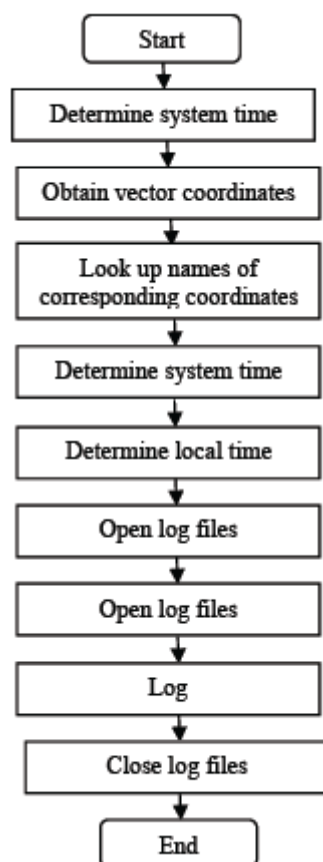 Start
Determine system time
Obtain vector coordinates
Look up names of
corresponding coordinates
Determine system time
Determine local time
Open log files
Open log files
Log
Close log files
End